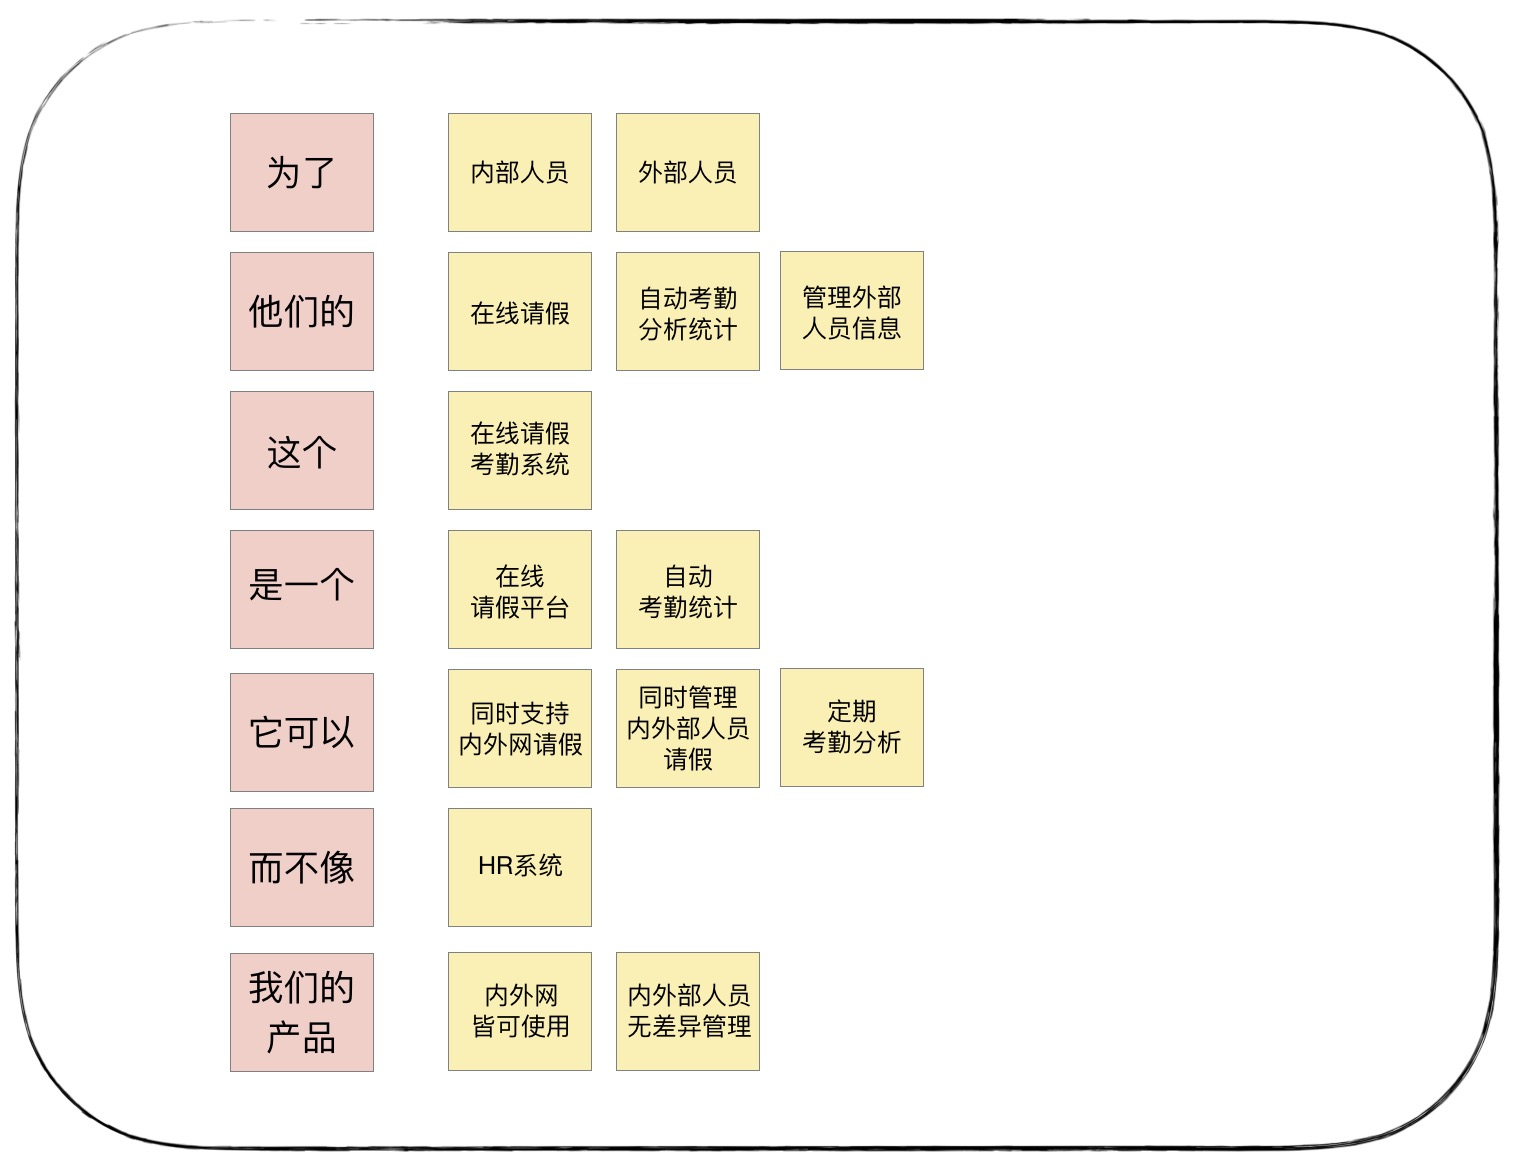 为了
内部人员
外部人员
他们的
在线请假
自动考勤
分析统计
管理外部
人员信息
这个
在线请假
考勤系统
是一个
在线
请假平台
自动
考勤统计
它可以
同时支持
内外网请假
同时管理
内外部人员
请假
定期
考勤分析
而不像
HR系统
我们的
产品
内外网
皆可使用
内外部人员
无差异管理